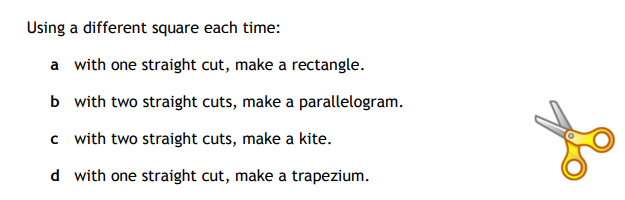 Using a different square each time:
a with one straight cut, make a rectangle.
b with two straight cuts, make a parallelogram.
c with two straight cuts, make a kite.
d with one straight cut, make a trapezium.